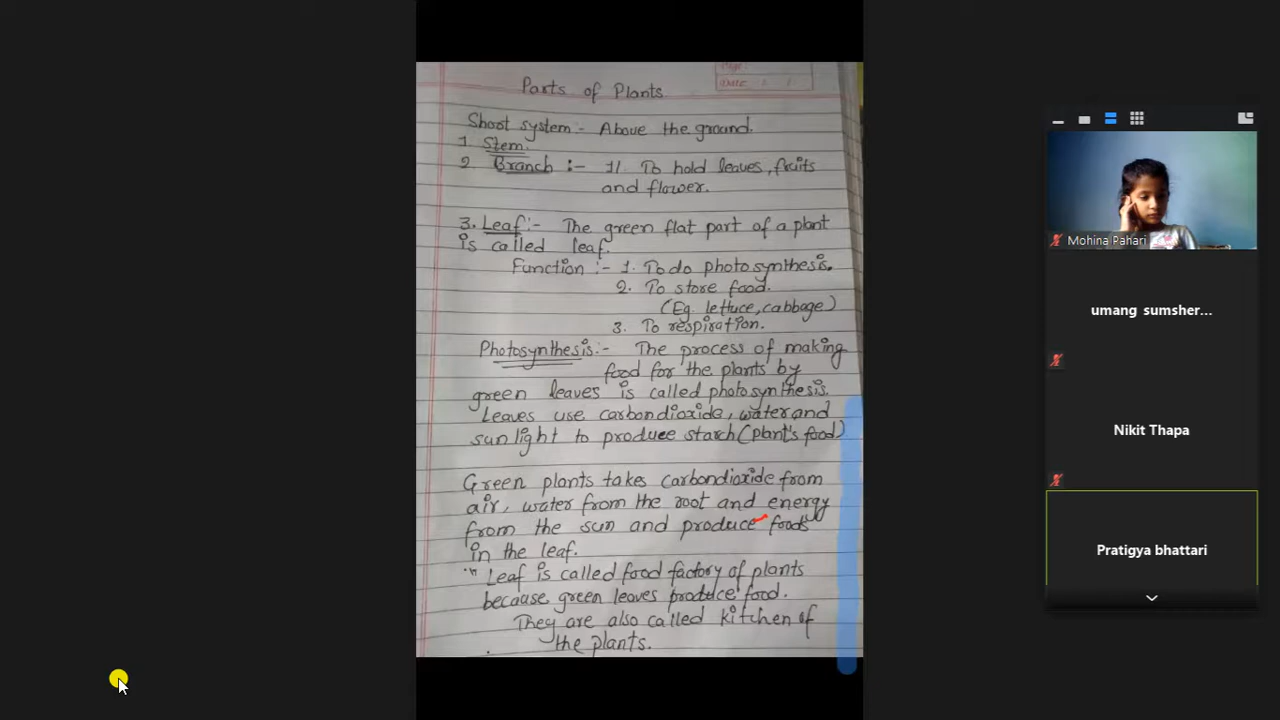 Page:
Date: / /
Parts of Plants
Shoot system:- Above the ground.
1 Stem.
2 Branch :- 1/. To hold leaves, fruits
and flower.
3. Leaf:- The green flat part of a plant
is called leaf.
Function :- 1. To do photosynthesis.
2. To store food.
(Eg. lettuce, cabbage)
3. To respiration.
Photosynthesis:- The process of making
food for the plants by
green leaves is called photosynthesis.
Leaves use carbondioxide, water and
sunlight to produce starch (plant's food)
Green plants takes carbondioxide from
air, water from the root and energy
from the sun and produce foods
in the leaf.
"Leaf is called food factory of plants
because green leaves produce food.
They are also called kitchen of
the plants.
Mohina Pahari
umang sumsher...
Nikit Thapa
Pratigya bhattari